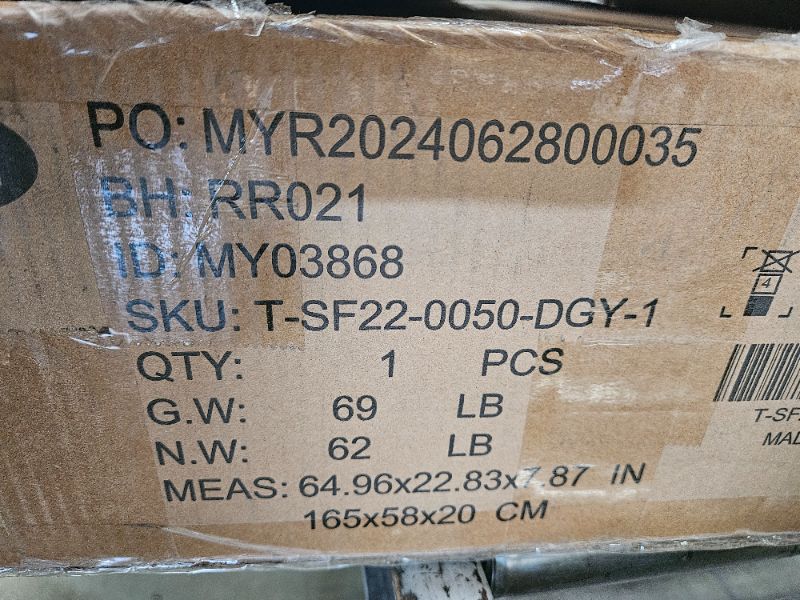 PO: MYR2024062800035
BH: RR021
ID: MY03868
SKU: T-SF22-0050-DGY-1
QTY: 1 PCS
G.W: 69 LB
N.W: 62 LB
MEAS: 64.96x22.83x7.87 IN
165x58x20 CM
4
T-SF
MAD